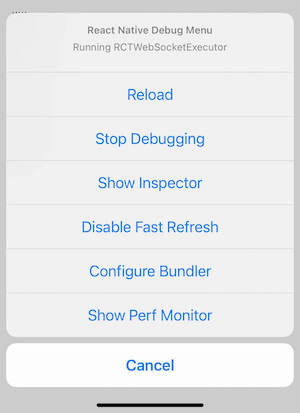 React Native Debug Menu
Running RCTWebSocketExecutor
Reload
Stop Debugging
Show Inspector
Disable Fast Refresh
Configure Bundler
Show Perf Monitor
Cancel